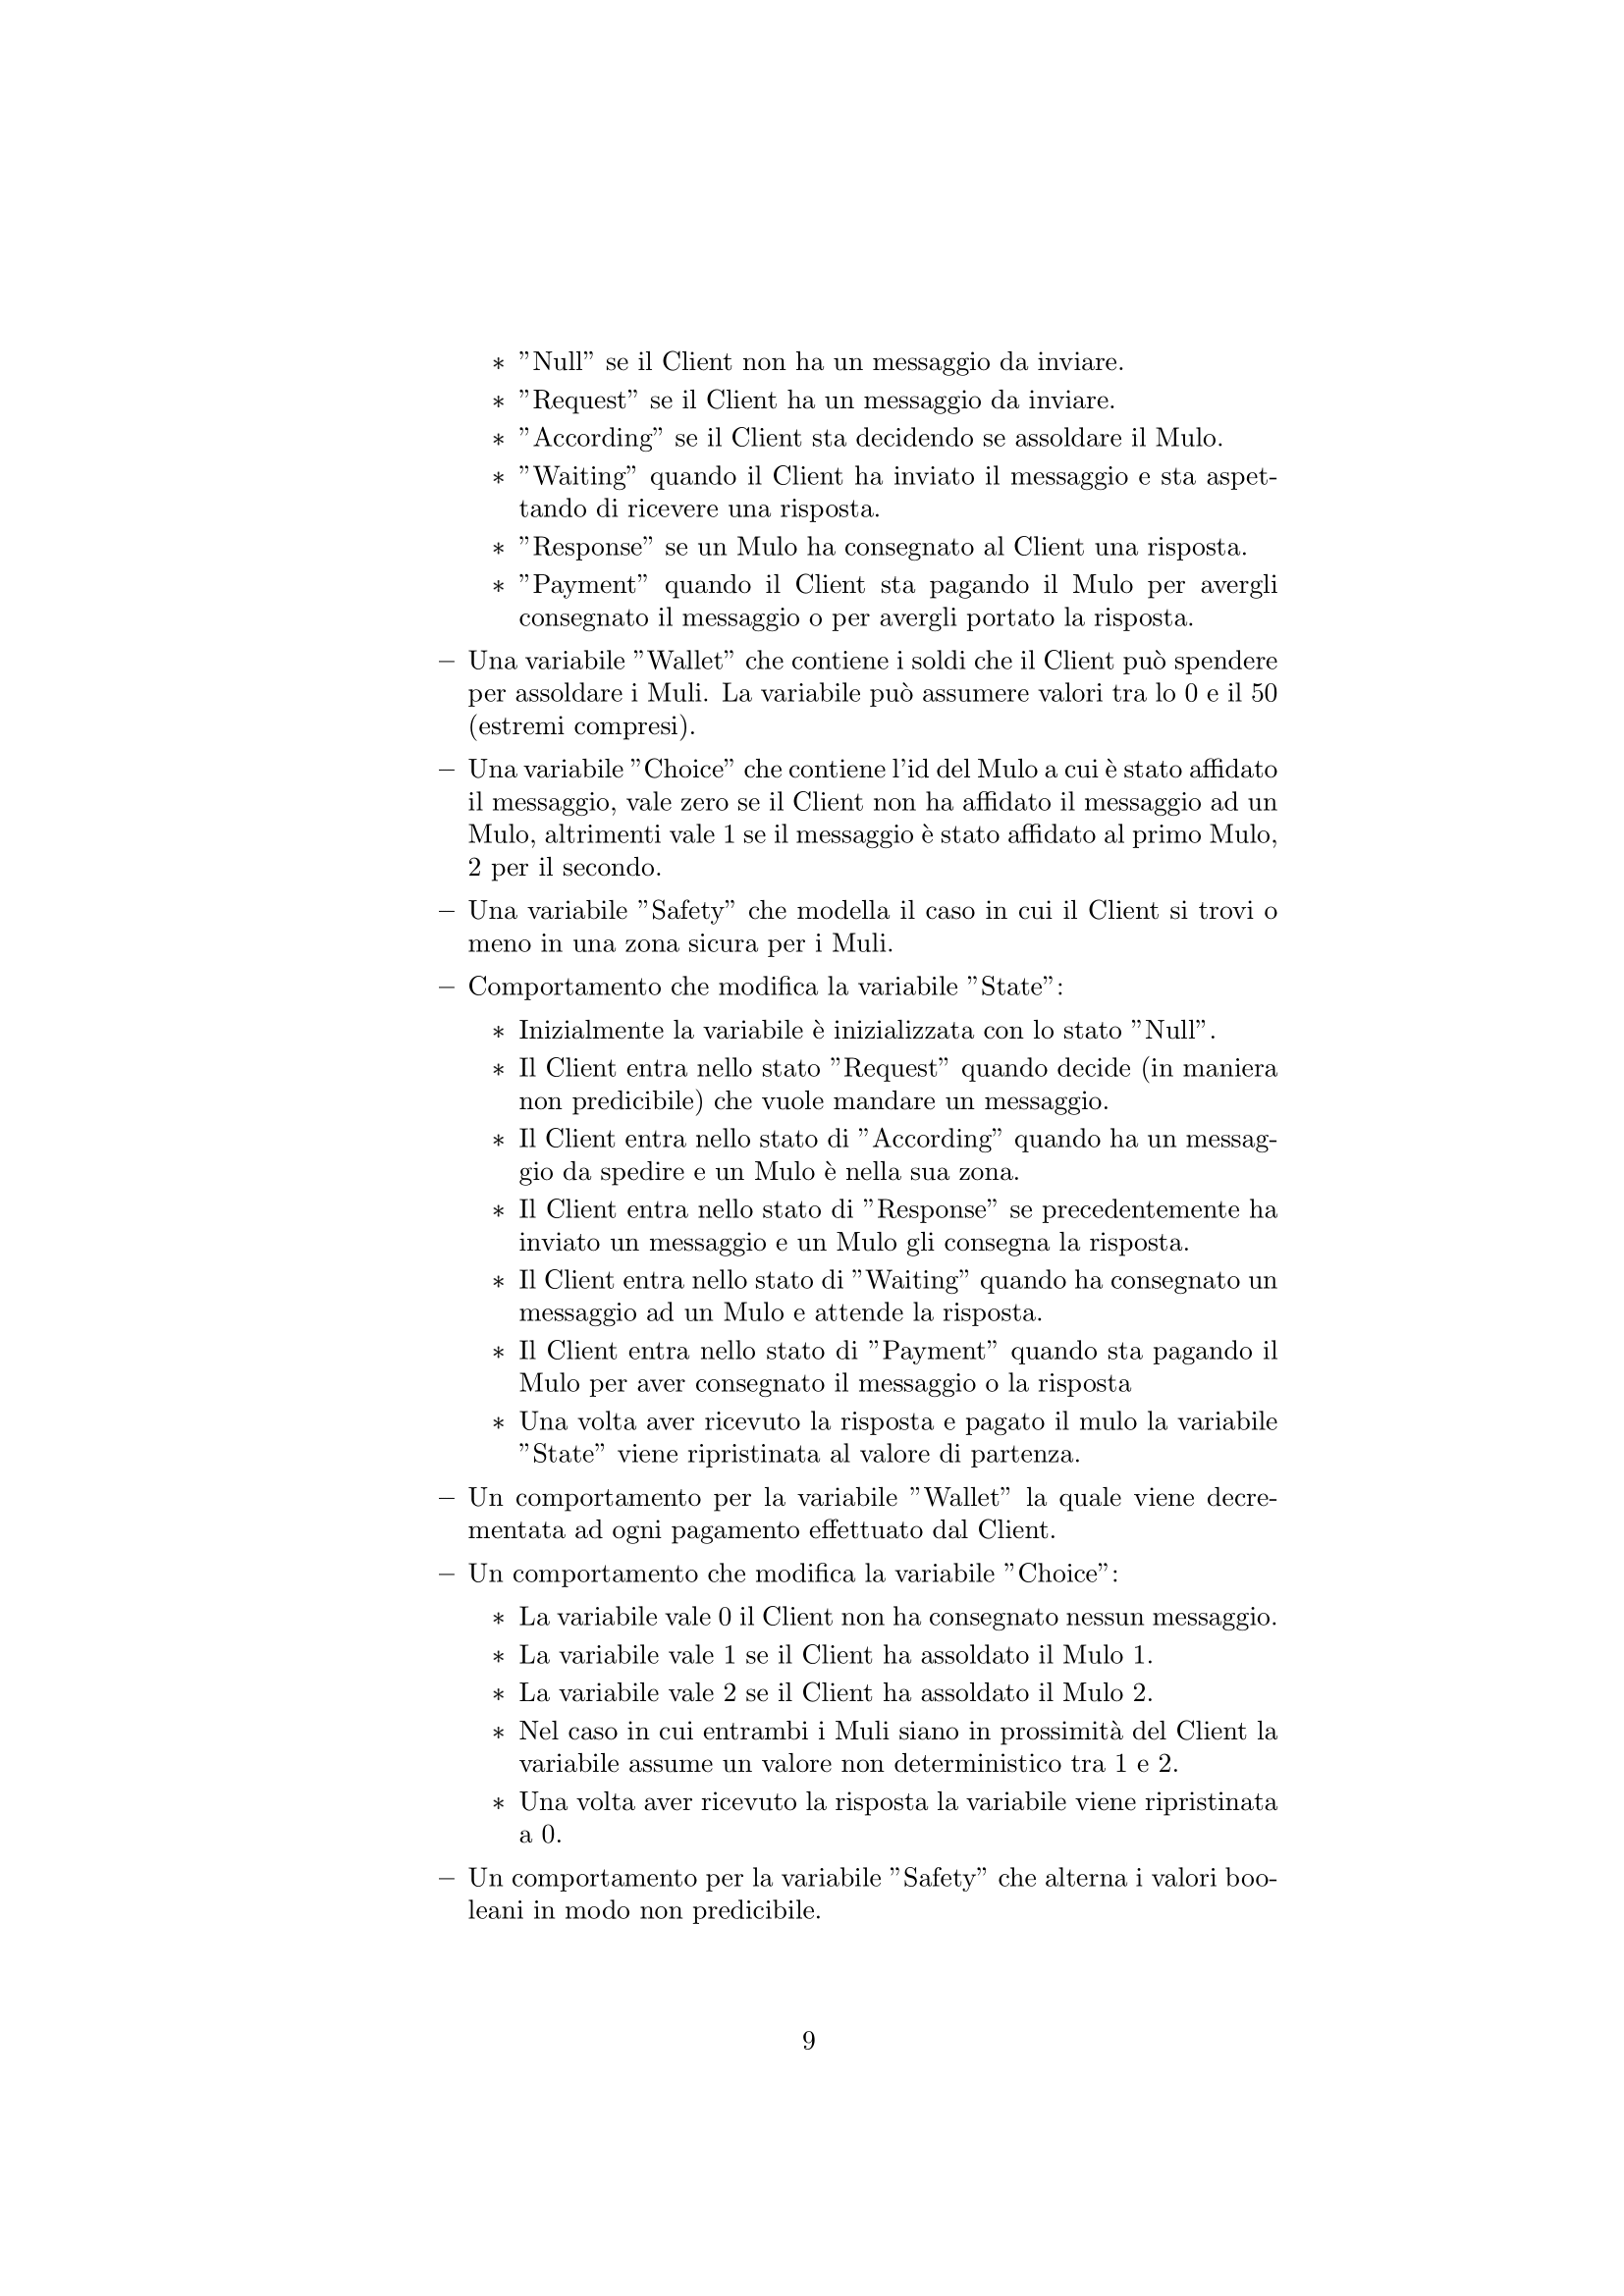 ∗ ”Null” se il Client non ha un messaggio da inviare.
∗ ”Request” se il Client ha un messaggio da inviare.
∗ ”According” se il Client sta decidendo se assoldare il Mulo.
∗ ”Waiting” quando il Client ha inviato il messaggio e sta aspet-
tando di ricevere una risposta.
∗ ”Response” se un Mulo ha consegnato al Client una risposta.
∗ ”Payment” quando il Client sta pagando il Mulo per avergli
consegnato il messaggio o per avergli portato la risposta.
– Una variabile ”Wallet” che contiene i soldi che il Client può spendere
per assoldare i Muli. La variabile può assumere valori tra lo 0 e il 50
(estremi compresi).
– Una variabile ”Choice” che contiene l’id del Mulo a cui è stato affidato
il messaggio, vale zero se il Client non ha affidato il messaggio ad un
Mulo, altrimenti vale 1 se il messaggio è stato affidato al primo Mulo,
2 per il secondo.
– Una variabile ”Safety” che modella il caso in cui il Client si trovi o
meno in una zona sicura per i Muli.
– Comportamento che modifica la variabile ”State”:
∗ Inizialmente la variabile è inizializzata con lo stato ”Null”.
∗ Il Client entra nello stato ”Request” quando decide (in maniera
non predicibile) che vuole mandare un messaggio.
∗ Il Client entra nello stato di ”According” quando ha un messag-
gio da spedire e un Mulo è nella sua zona.
∗ Il Client entra nello stato di ”Response” se precedentemente ha
inviato un messaggio e un Mulo gli consegna la risposta.
∗ Il Client entra nello stato di ”Waiting” quando ha consegnato un
messaggio ad un Mulo e attende la risposta.
∗ Il Client entra nello stato di ”Payment” quando sta pagando il
Mulo per aver consegnato il messaggio o la risposta
∗ Una volta aver ricevuto la risposta e pagato il mulo la variabile
”State” viene ripristinata al valore di partenza.
– Un comportamento per la variabile ”Wallet” la quale viene decre-
mentata ad ogni pagamento effettuato dal Client.
– Un comportamento che modifica la variabile ”Choice”:
∗ La variabile vale 0 il Client non ha consegnato nessun messaggio.
∗ La variabile vale 1 se il Client ha assoldato il Mulo 1.
∗ La variabile vale 2 se il Client ha assoldato il Mulo 2.
∗ Nel caso in cui entrambi i Muli siano in prossimità del Client la
variabile assume un valore non deterministico tra 1 e 2.
∗ Una volta aver ricevuto la risposta la variabile viene ripristinata
a 0.
– Un comportamento per la variabile ”Safety” che alterna i valori boo-
leani in modo non predicibile.
9